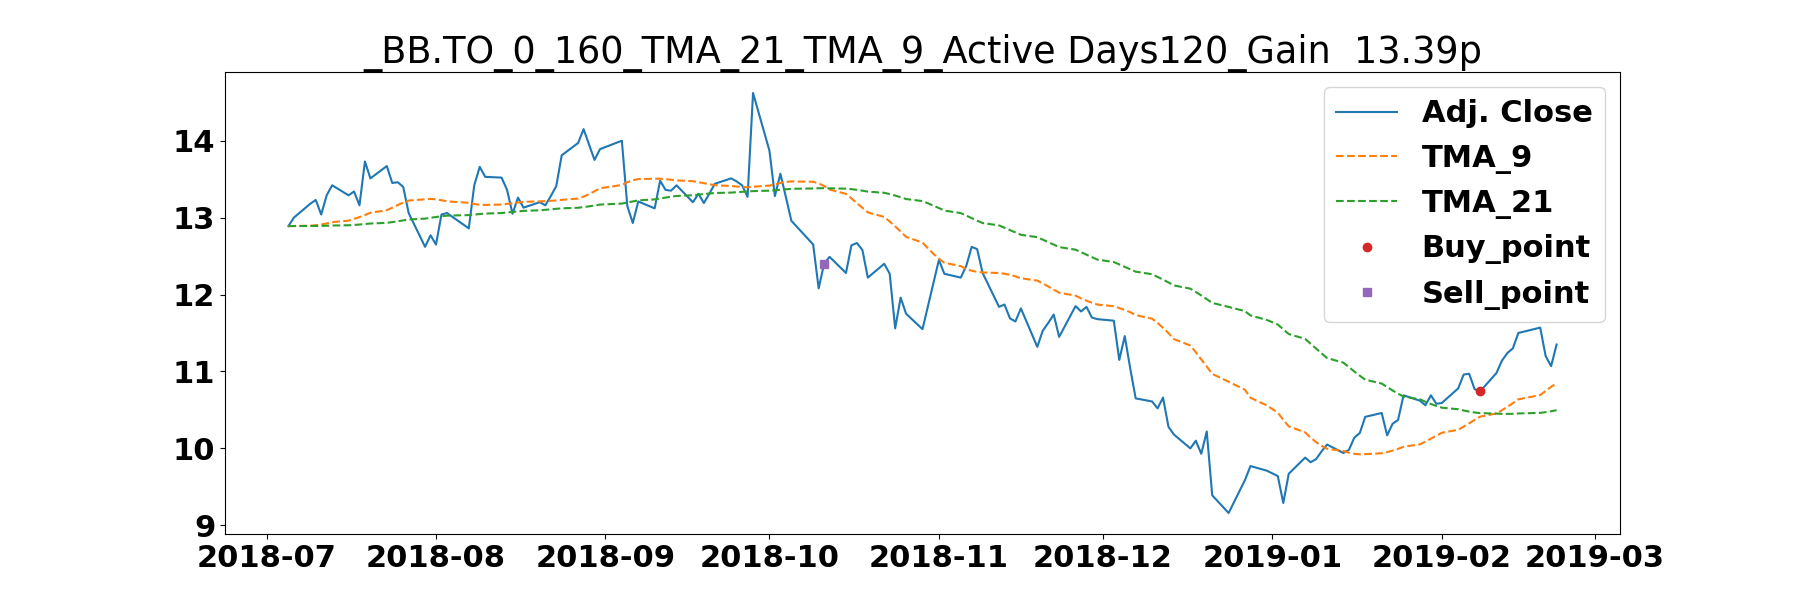 _BB.TO_0_160_TMA_21_TMA_9_Active Days120_Gain  13.39p
Adj. Close
TMA_9
TMA_21
Buy_point
Sell_point
14
13
12
11
10
9
2018-07 2018-08 2018-09 2018-10 2018-11 2018-12 2019-01 2019-02 2019-03